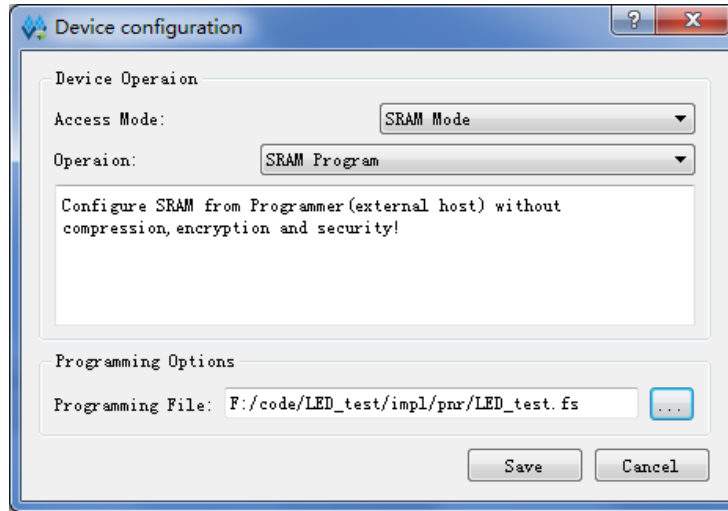 Device configuration
Device Operaion
Access Mode: SRAM Mode
Operaion: SRAM Program
Configure SRAM from Programmer(external host) without
compression,encryption and security!
Programming Options
Programming File: F:/code/LED_test/impl/pnr/LED_test.fs ...
Save Cancel